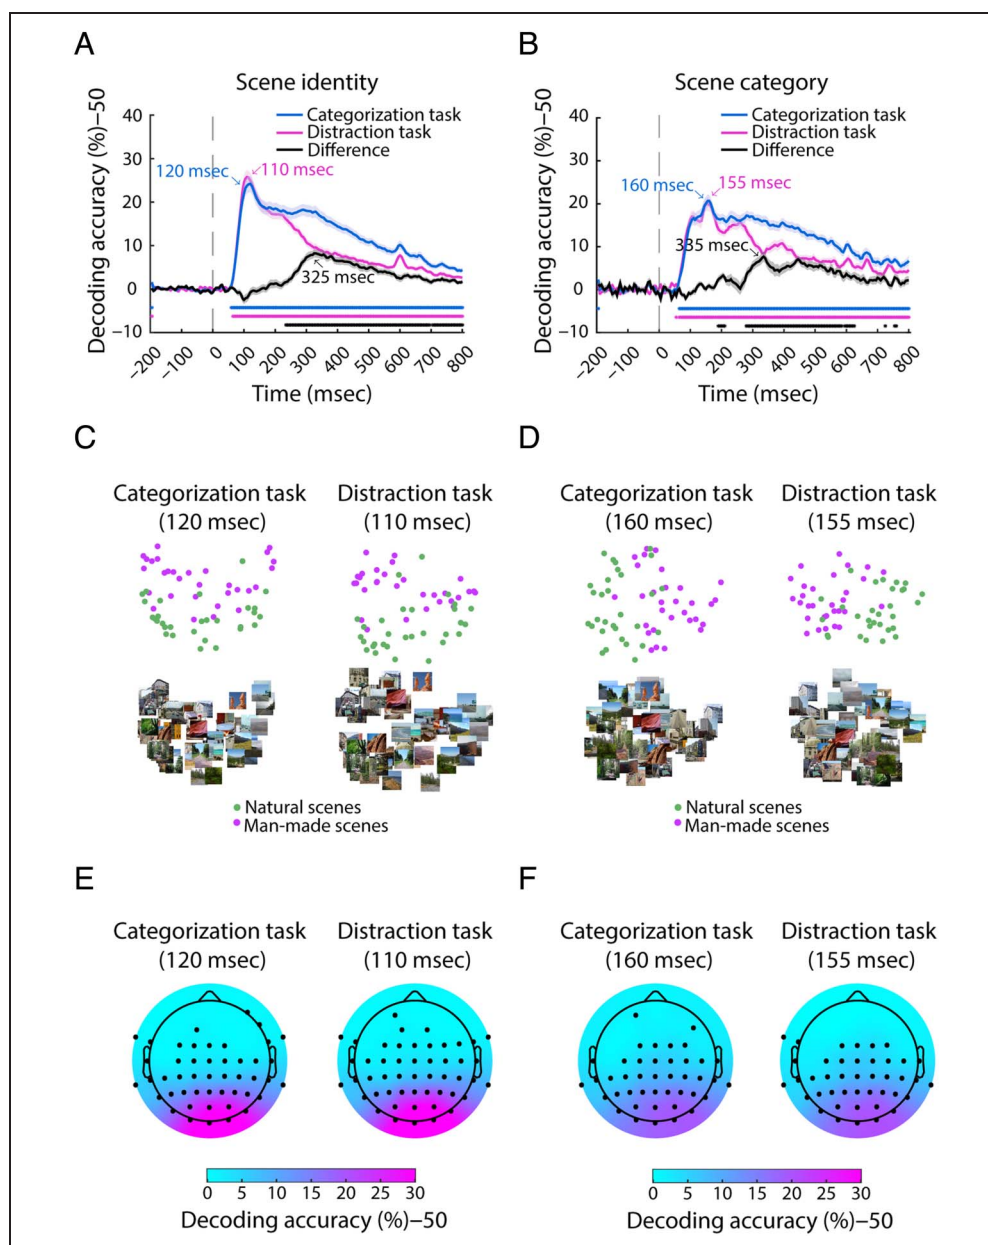 A
Scene identity
Decoding accuracy (%)−50
40
30
20
10
0
−10
Categorization task
Distraction task
Difference
120 msec
110 msec
325 msec
−200
−100
0
100
200
300
400
500
600
700
800
Time (msec)
B
Scene category
Decoding accuracy (%)−50
40
30
20
10
0
−10
Categorization task
Distraction task
Difference
160 msec
155 msec
335 msec
−200
−100
0
100
200
300
400
500
600
700
800
Time (msec)
C
Categorization task
(120 msec)
Distraction task
(110 msec)
Natural scenes
Man-made scenes
D
Categorization task
(160 msec)
Distraction task
(155 msec)
Natural scenes
Man-made scenes
E
Categorization task
(120 msec)
Distraction task
(110 msec)
0 5 10 15 20 25 30
Decoding accuracy (%)−50
F
Categorization task
(160 msec)
Distraction task
(155 msec)
0 5 10 15 20 25 30
Decoding accuracy (%)−50